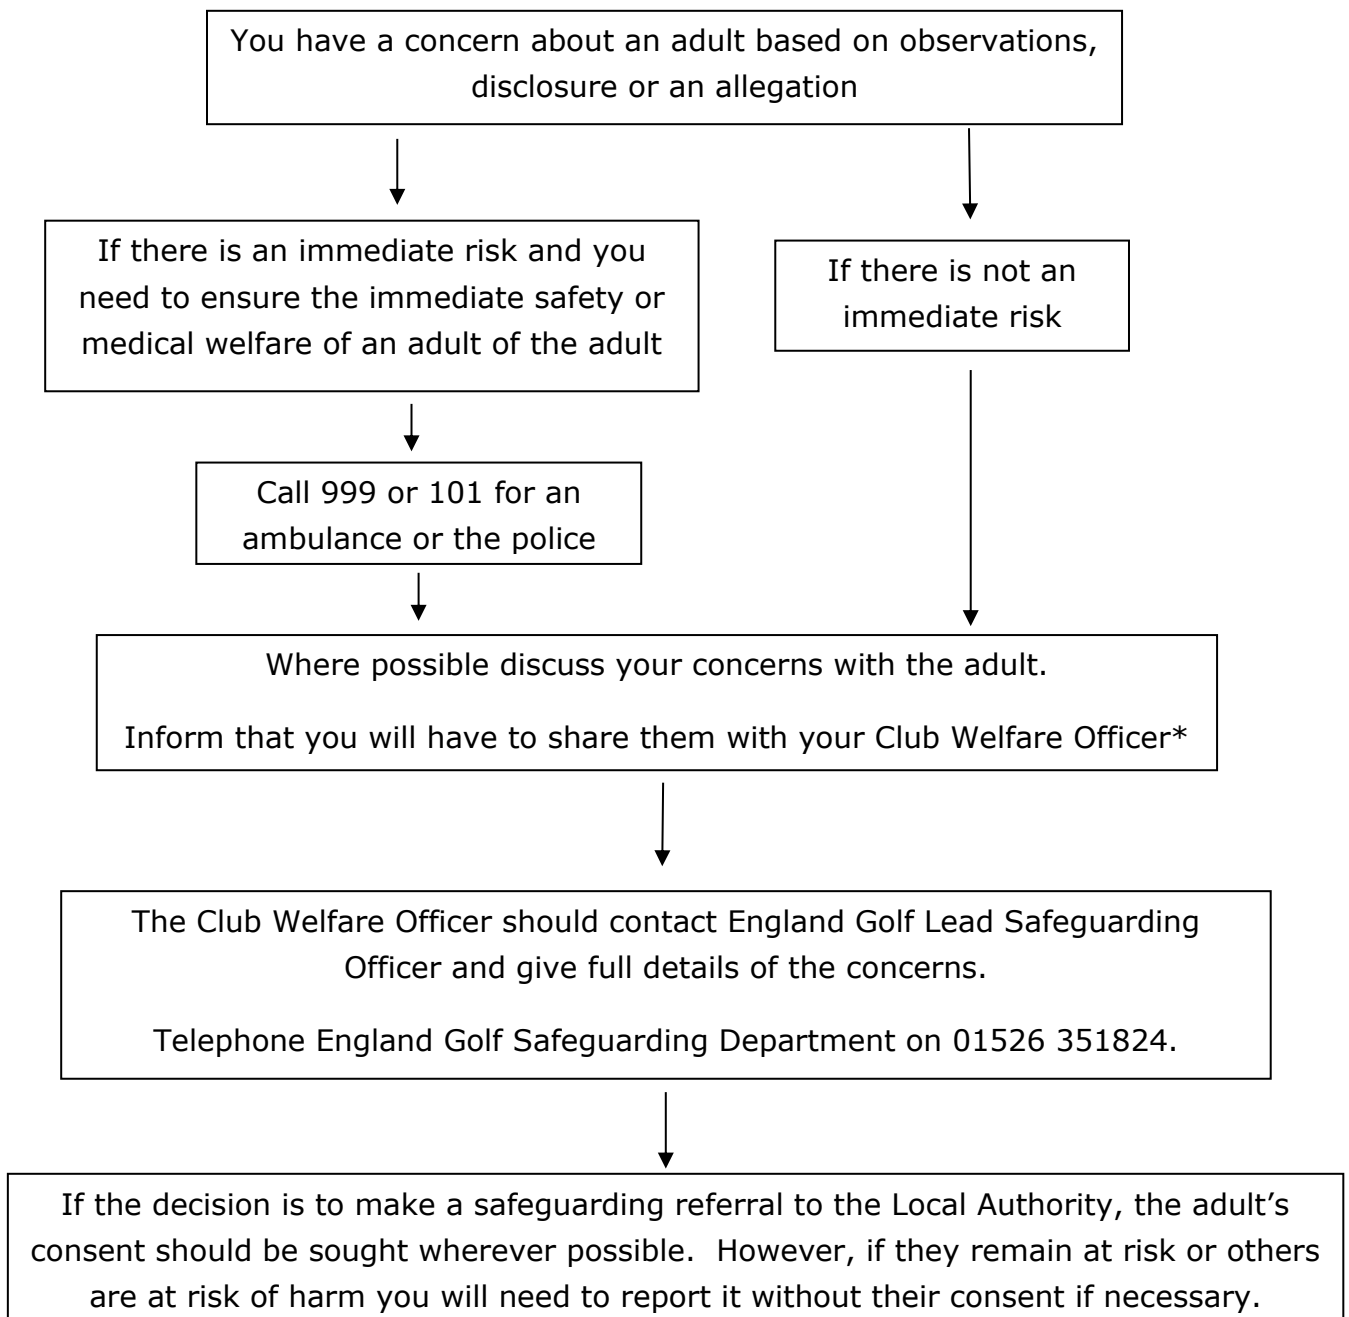 You have a concern about an adult based on observations,
disclosure or an allegation
If there is an immediate risk and you
need to ensure the immediate safety or
medical welfare of an adult of the adult
If there is not an
immediate risk
Call 999 or 101 for an
ambulance or the police
Where possible discuss your concerns with the adult.
Inform that you will have to share them with your Club Welfare Officer*
The Club Welfare Officer should contact England Golf Lead Safeguarding
Officer and give full details of the concerns.
Telephone England Golf Safeguarding Department on 01526 351824.
If the decision is to make a safeguarding referral to the Local Authority, the adult’s
consent should be sought wherever possible.  However, if they remain at risk or others
are at risk of harm you will need to report it without their consent if necessary.